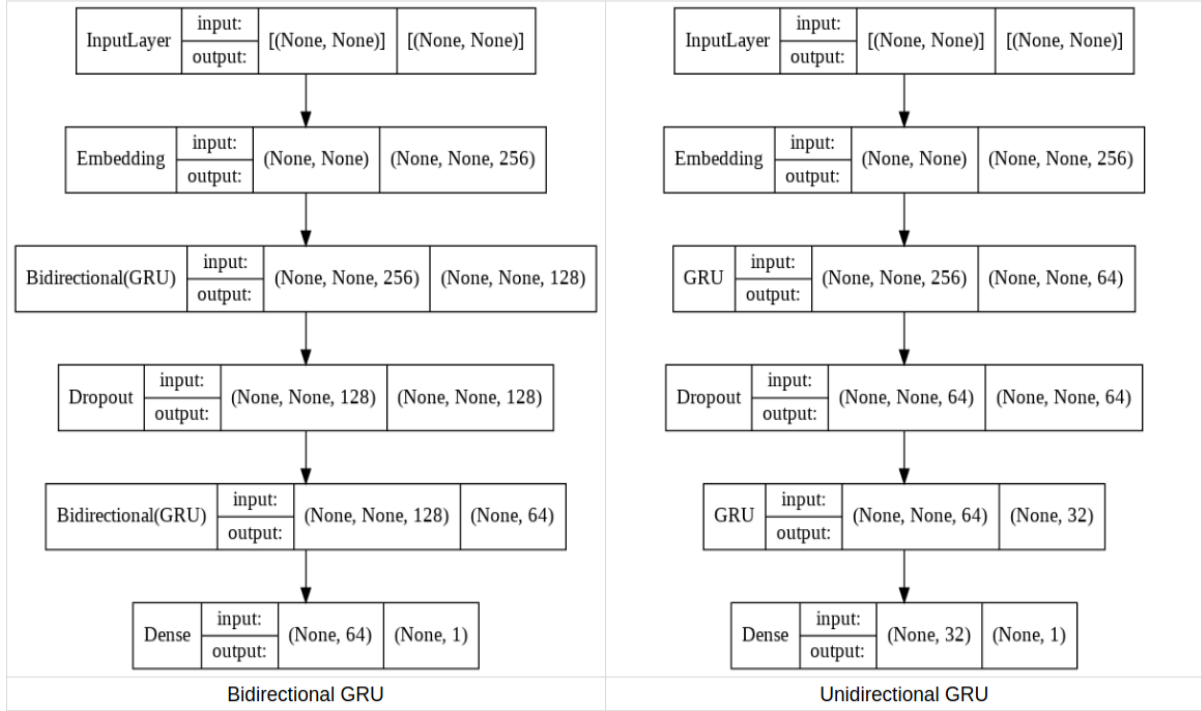 InputLayer input: output: [(None, None)] [(None, None)]
Embedding input: output: (None, None) (None, None, 256)
Bidirectional(GRU) input: output: (None, None, 256) (None, None, 128)
Dropout input: output: (None, None, 128) (None, None, 128)
Bidirectional(GRU) input: output: (None, None, 128) (None, 64)
Dense input: output: (None, 64) (None, 1)
Bidirectional GRU
InputLayer input: output: [(None, None)] [(None, None)]
Embedding input: output: (None, None) (None, None, 256)
GRU input: output: (None, None, 256) (None, None, 64)
Dropout input: output: (None, None, 64) (None, None, 64)
GRU input: output: (None, None, 64) (None, 32)
Dense input: output: (None, 32) (None, 1)
Unidirectional GRU